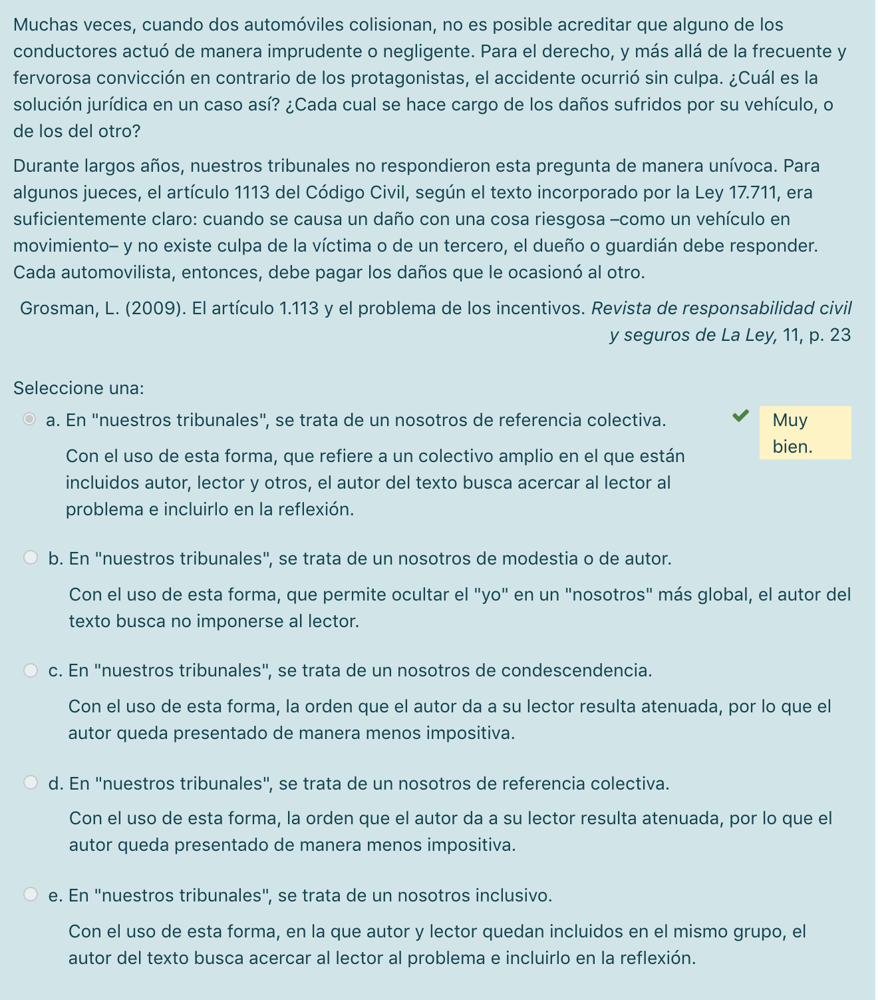 Muchas veces, cuando dos automóviles colisionan, no es posible acreditar que alguno de los
conductores actuó de manera imprudente o negligente. Para el derecho, y más allá de la frecuente y
fervorosa convicción en contrario de los protagonistas, el accidente ocurrió sin culpa. ¿Cuál es la
solución jurídica en un caso así? ¿Cada cual se hace cargo de los daños sufridos por su vehículo, o
de los del otro?
Durante largos años, nuestros tribunales no respondieron esta pregunta de manera unívoca. Para
algunos jueces, el artículo 1113 del Código Civil, según el texto incorporado por la Ley 17.711, era
suficientemente claro: cuando se causa un daño con una cosa riesgosa –como un vehículo en
movimiento– y no existe culpa de la víctima o de un tercero, el dueño o guardián debe responder.
Cada automovilista, entonces, debe pagar los daños que le ocasionó al otro.
Grosman, L. (2009). El artículo 1.113 y el problema de los incentivos. Revista de responsabilidad civil
y seguros de La Ley, 11, p. 23
Seleccione una:
a. En "nuestros tribunales", se trata de un nosotros de referencia colectiva.
Muy
bien.
Con el uso de esta forma, que refiere a un colectivo amplio en el que están
incluidos autor, lector y otros, el autor del texto busca acercar al lector al
problema e incluirlo en la reflexión.
b. En "nuestros tribunales", se trata de un nosotros de modestia o de autor.
Con el uso de esta forma, que permite ocultar el "yo" en un "nosotros" más global, el autor del
texto busca no imponerse al lector.
c. En "nuestros tribunales", se trata de un nosotros de condescendencia.
Con el uso de esta forma, la orden que el autor da a su lector resulta atenuada, por lo que el
autor queda presentado de manera menos impositiva.
d. En "nuestros tribunales", se trata de un nosotros de referencia colectiva.
Con el uso de esta forma, la orden que el autor da a su lector resulta atenuada, por lo que el
autor queda presentado de manera menos impositiva.
e. En "nuestros tribunales", se trata de un nosotros inclusivo.
Con el uso de esta forma, en la que autor y lector quedan incluidos en el mismo grupo, el
autor del texto busca acercar al lector al problema e incluirlo en la reflexión.